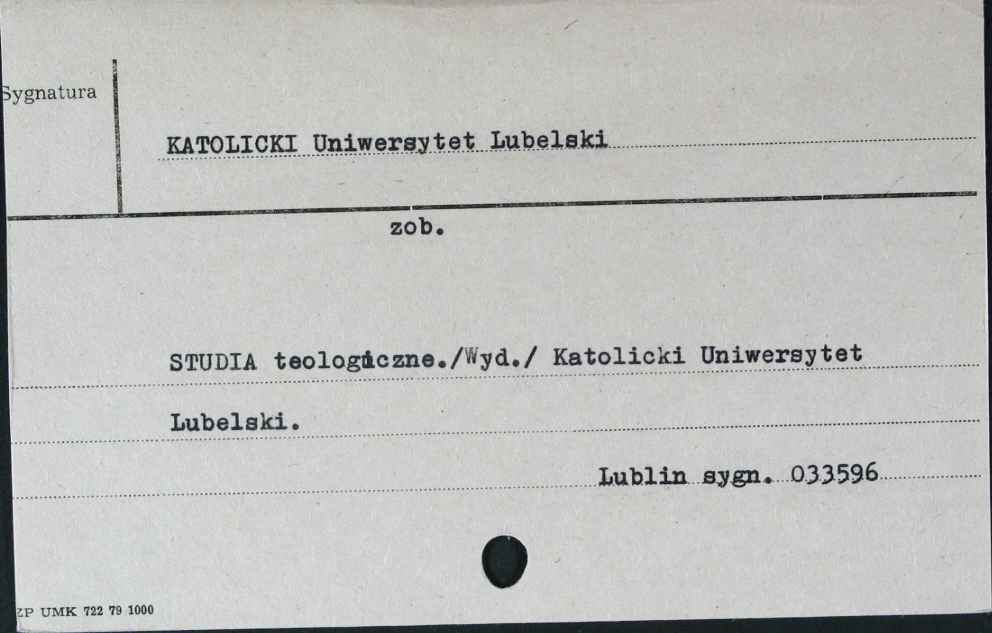 Sygnatura
KATOLICKI Uniwersytet Lubelski
zob.
STUDIA teologiczne./Wyd./ Katolicki Uniwersytet
Lubelski.
Lublin sygn. 033596
ZP UMK 722 79 1000